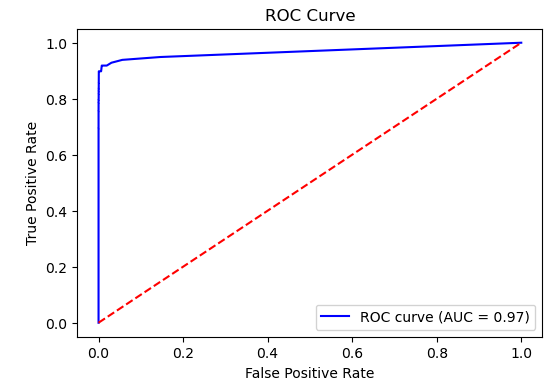 ROC Curve
True Positive Rate
1.0
0.8
0.6
0.4
0.2
0.0
ROC curve (AUC = 0.97)
0.0 0.2 0.4 0.6 0.8 1.0
False Positive Rate